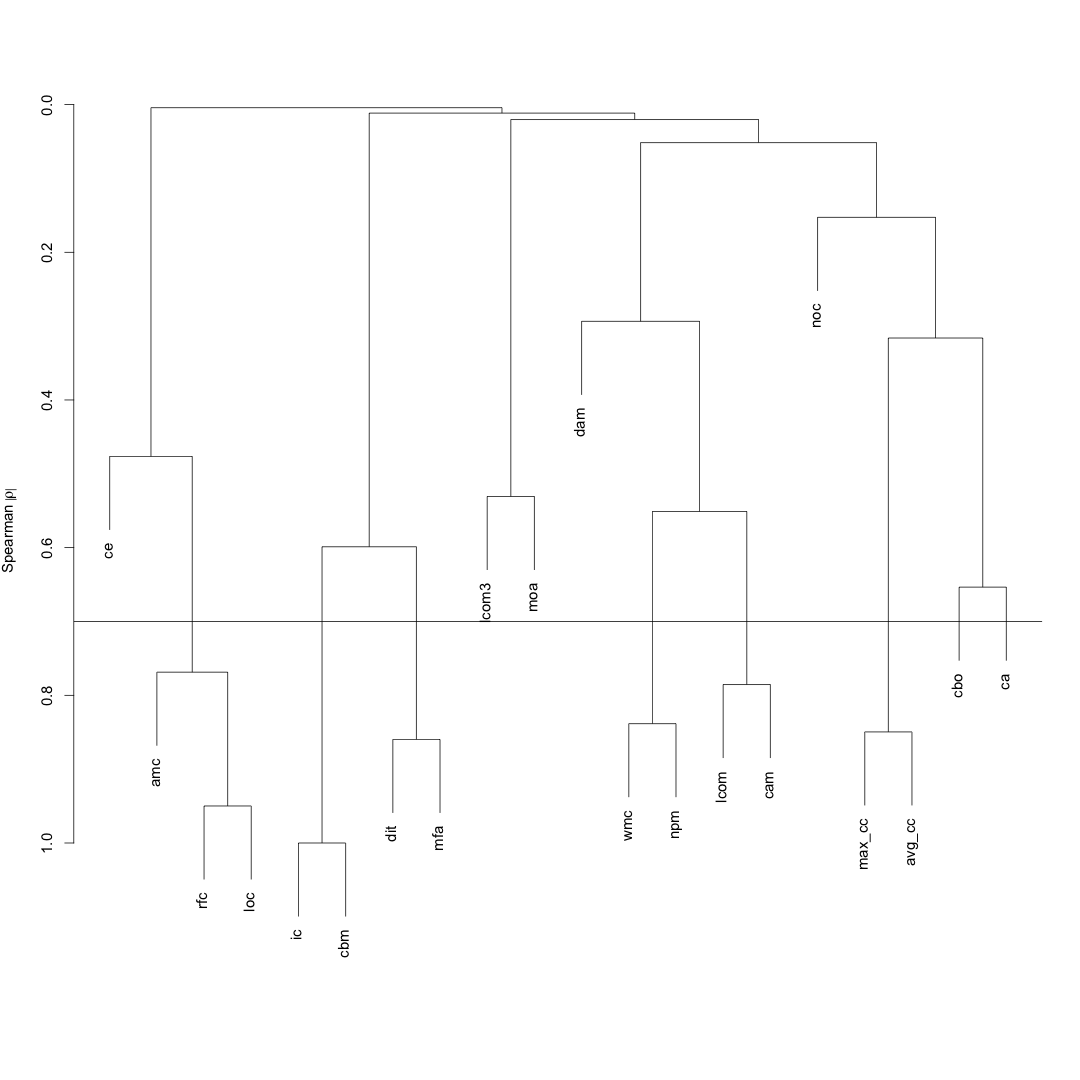 Spearman |ρ|
0.0
0.2
0.4
0.6
0.8
1.0
ce
amc
rfc
loc
ic
cbm
dit
mfa
lcom3
moa
dam
wmc
npm
lcom
cam
noc
max_cc
avg_cc
cbo
ca